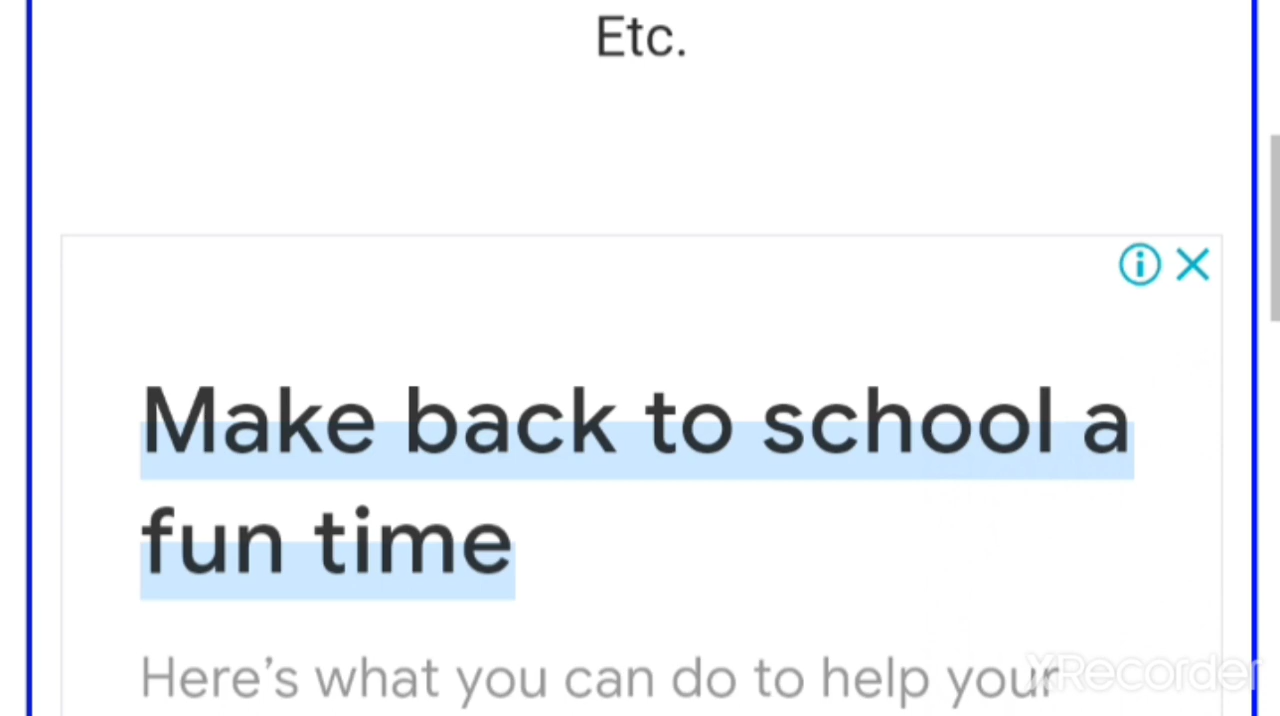 Etc.
Make back to school a
fun time
Here's what you can do to help your
XRecorder